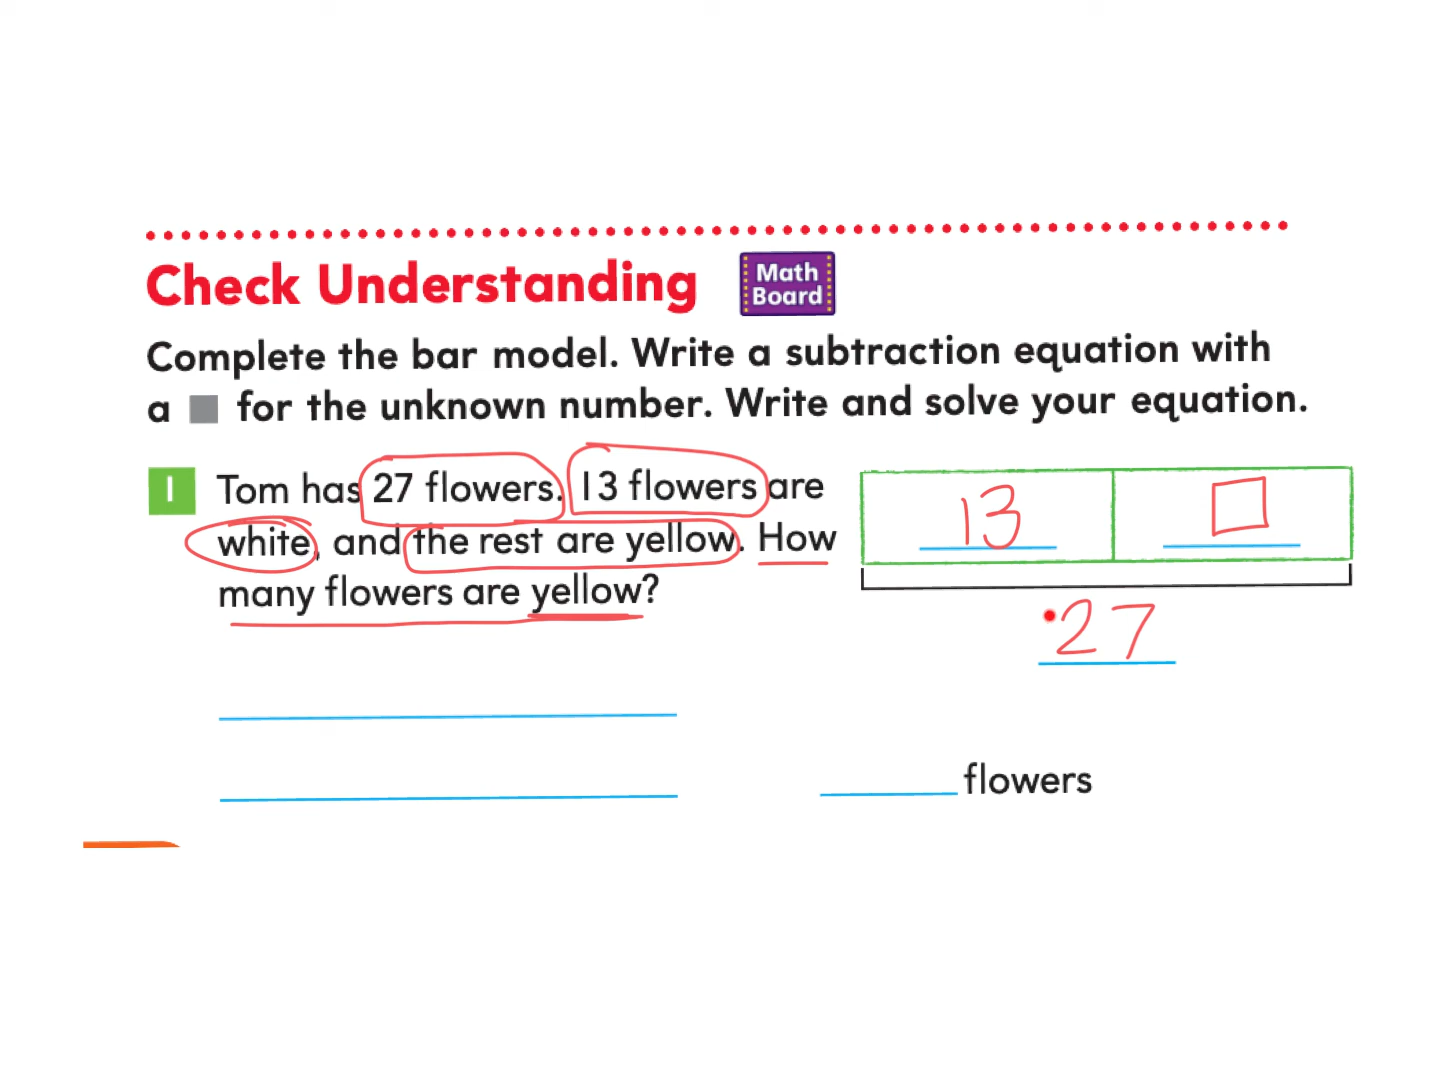 Check Understanding
Math
Board
Complete the bar model. Write a subtraction equation with
a ■ for the unknown number. Write and solve your equation.
1 Tom has 27 flowers. 13 flowers are
white, and the rest are yellow. How
many flowers are yellow?
13 □
27
flowers